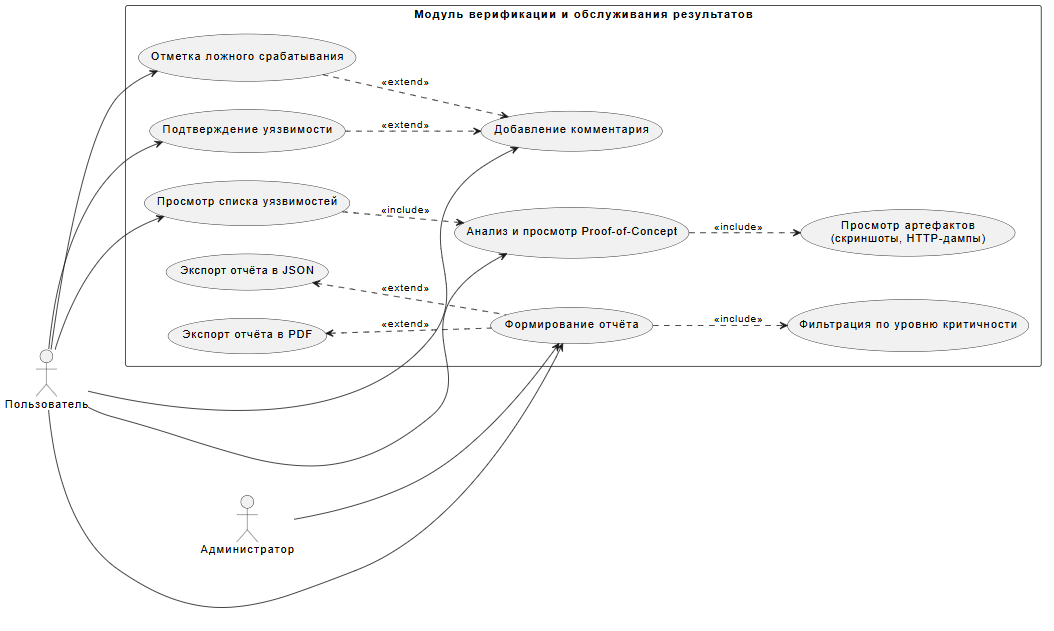 Модуль верификации и обслуживания результатов
Отметка ложного срабатывания
«extend»
Подтверждение уязвимости
«extend»
Добавление комментария
Просмотр списка уязвимостей
«include»
Анализ и просмотр Proof-of-Concept
«include»
Просмотр артефактов
(скриншоты, HTTP-дампы)
Экспорт отчёта в JSON
«extend»
Экспорт отчёта в PDF
«extend»
Формирование отчёта
«include»
Фильтрация по уровню критичности
Пользователь
Администратор